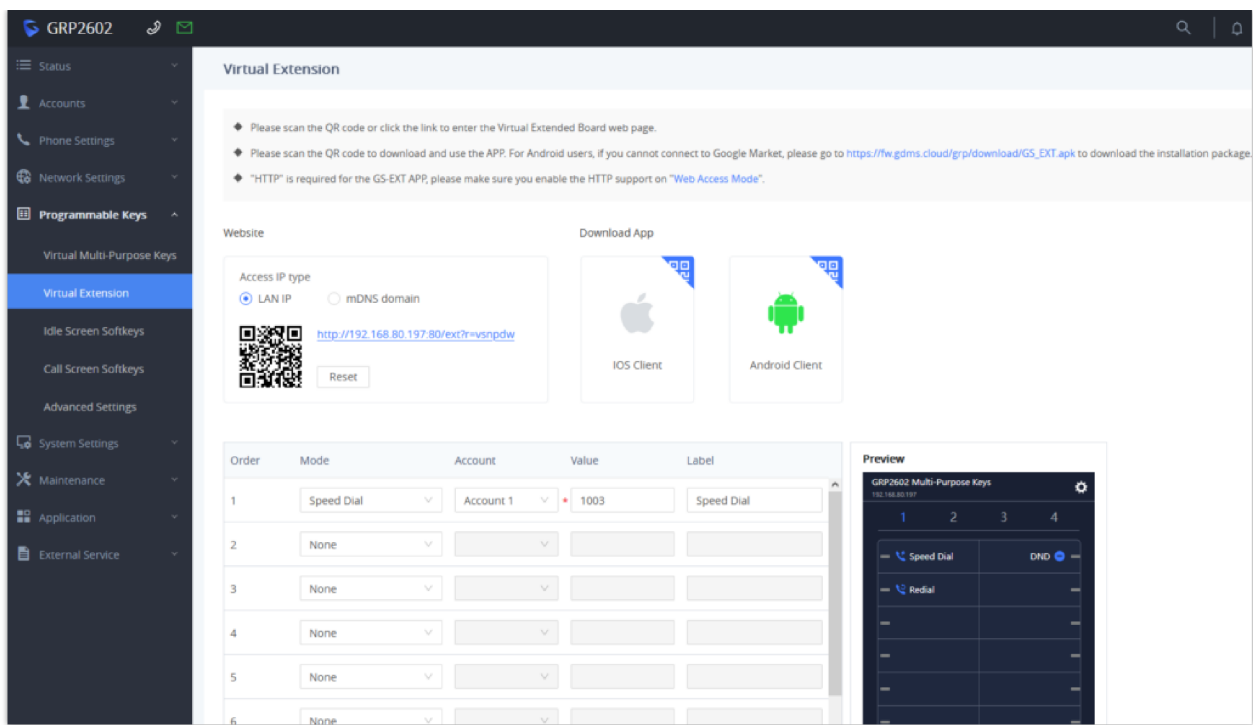 GRP2602
Status
Accounts
Phone Settings
Network Settings
Programmable Keys
Virtual Multi-Purpose Keys
Virtual Extension
Idle Screen Softkeys
Call Screen Softkeys
Advanced Settings
System Settings
Maintenance
Application
External Service
Virtual Extension
Please scan the QR code or click the link to enter the Virtual Extended Board web page.
Please scan the QR code to download and use the APP. For Android users, if you cannot connect to Google Market, please go to https://fw.gdms.cloud/grp/download/GS_EXT.apk to download the installation package.
"HTTP" is required for the GS-EXT APP, please make sure you enable the HTTP support on "Web Access Mode".
Website
Access IP type
LAN IP mDNS domain
http://192.168.80.197:80/ext?r=vsnpdw
Reset
Download App
IOS Client
Android Client
Order Mode Account Value Label
1 Speed Dial Account 1 * 1003 Speed Dial
2 None
3 None
4 None
5 None
6 None
Preview
GRP2602 Multi-Purpose Keys
192.168.80.197
1 2 3 4
Speed Dial DND
Redial